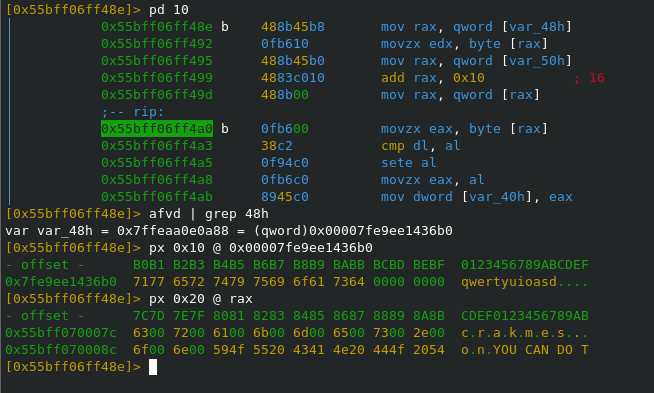 [0x55bff06ff48e]> pd 10
0x55bff06ff48e b 488b45b8 mov rax, qword [var_48h]
0x55bff06ff492 0fb610 movzx edx, byte [rax]
0x55bff06ff495 488b45b0 mov rax, qword [var_50h]
0x55bff06ff499 4883c010 add rax, 0x10 ; 16
0x55bff06ff49d 488b00 mov rax, qword [rax]
;-- rip:
0x55bff06ff4a0 b 0fb600 movzx eax, byte [rax]
0x55bff06ff4a3 38c2 cmp dl, al
0x55bff06ff4a5 0f94c0 sete al
0x55bff06ff4a8 0fb6c0 movzx eax, al
0x55bff06ff4ab 8945c0 mov dword [var_40h], eax
[0x55bff06ff48e]> afvd | grep 48h
var var_48h = 0x7ffeaa0e0a88 = (qword)0x00007fe9ee1436b0
[0x55bff06ff48e]> px 0x10 @ 0x00007fe9ee1436b0
- offset - B0B1 B2B3 B4B5 B6B7 B8B9 BABB BCBD BEBF 0123456789ABCDEF
0x7fe9ee1436b0 7177 6572 7479 7569 6f61 7364 0000 0000 qwertyuioasd....
[0x55bff06ff48e]> px 0x20 @ rax
- offset - 7C7D 7E7F 8081 8283 8485 8687 8889 8A8B CDEF0123456789AB
0x55bff070007c 6300 7200 6100 6b00 6d00 6500 7300 2e00 c.r.a.k.m.e.s...
0x55bff070008c 6f00 6e00 594f 5520 4341 4e20 444f 2054 o.n.YOU CAN DO T
[0x55bff06ff48e]>